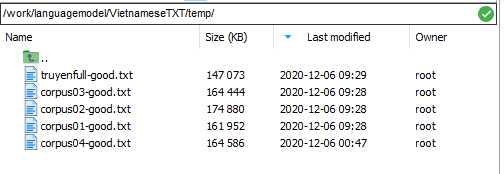 /work/languagemodel/VietnameseTXT/temp/
Name Size (KB) Last modified Owner
..
truyenfull-good.txt 147 073 2020-12-06 09:29 root
corpus03-good.txt 164 444 2020-12-06 09:28 root
corpus02-good.txt 174 880 2020-12-06 09:28 root
corpus01-good.txt 161 952 2020-12-06 09:28 root
corpus04-good.txt 164 586 2020-12-06 00:47 root